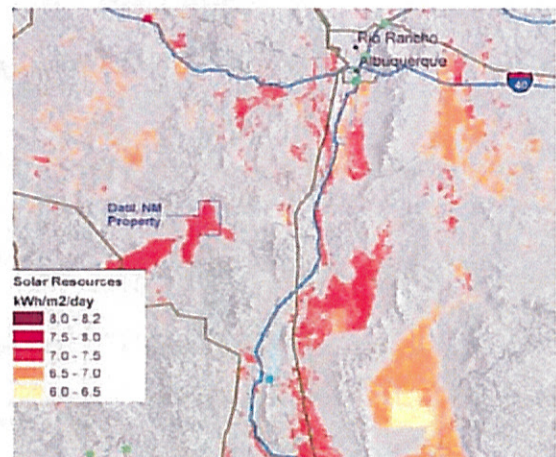 Rio Rancho
Albuquerque
40
Datil, NM
Property
Solar Resources
kWh/m2/day
8.0 - 8.2
7.5 - 8.0
7.0 - 7.5
6.5 - 7.0
6.0 - 6.5